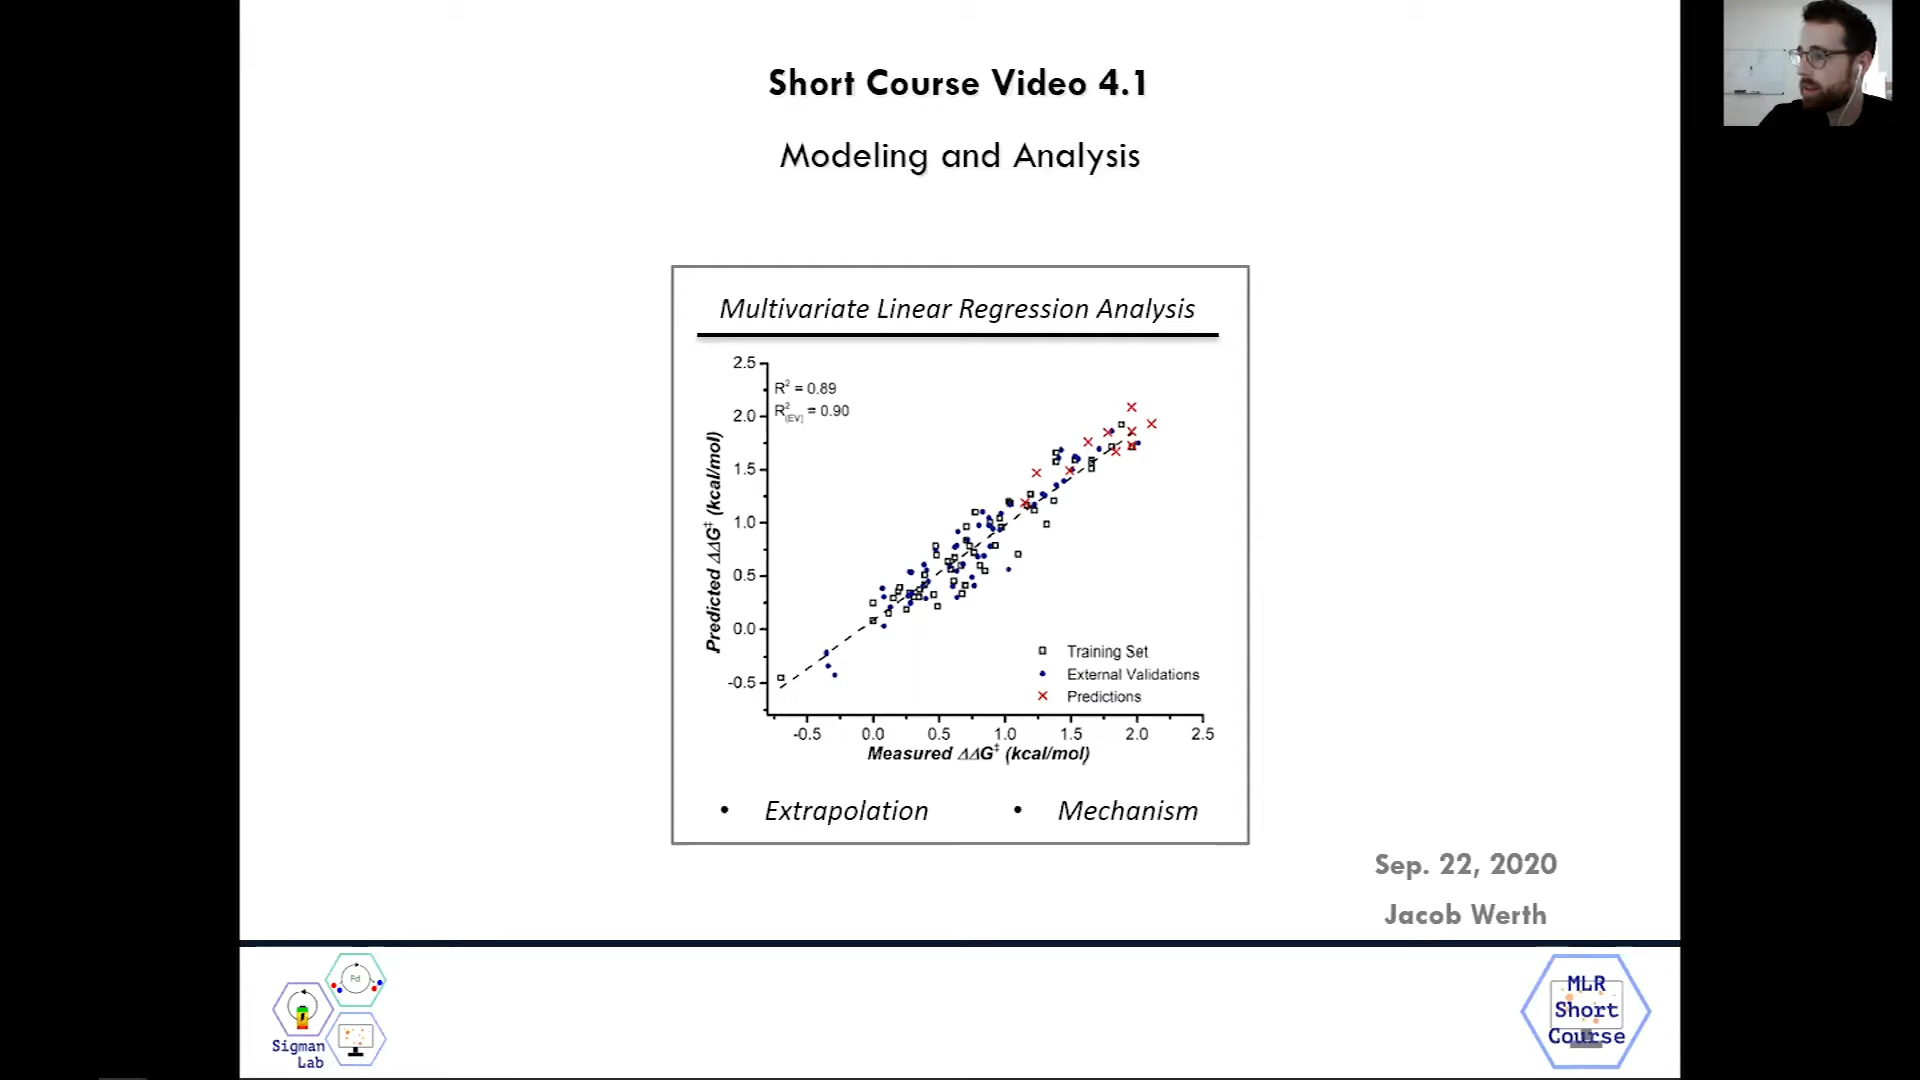 Short Course Video 4.1
Modeling and Analysis
Multivariate Linear Regression Analysis
2.5
2.0
1.5
1.0
0.5
0.0
-0.5
R² = 0.89
R²(EV) = 0.90
Predicted ΔΔG‡ (kcal/mol)
Training Set
External Validations
Predictions
-0.5 0.0 0.5 1.0 1.5 2.0 2.5
Measured ΔΔG‡ (kcal/mol)
• Extrapolation • Mechanism
Sep. 22, 2020
Jacob Werth
Pd
Sigman
Lab
MLR
Short
Course